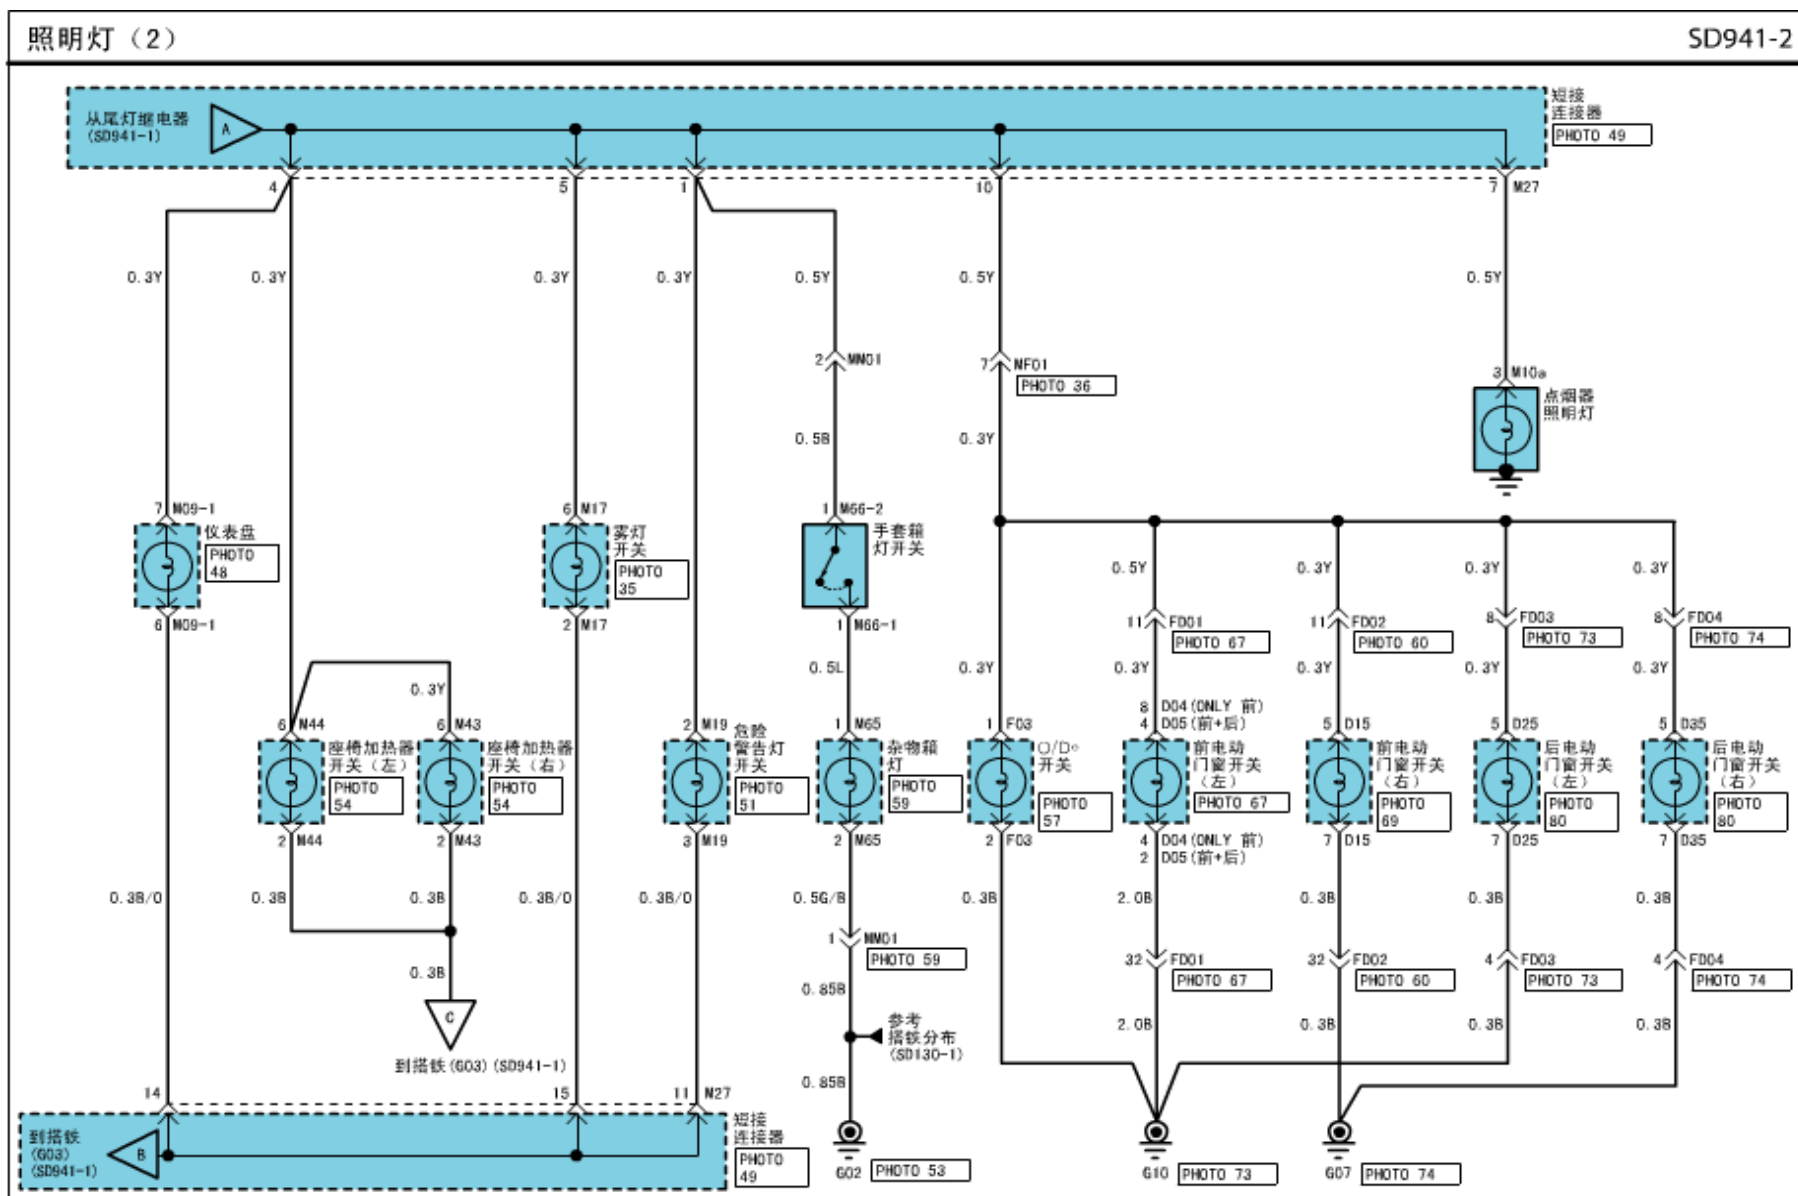 照明灯（2）
SD941-2
从尾灯继电器
(SD941-1)
A
短接
连接器
PHOTO 49
4
5
1
10
7
M27
0.3Y
0.3Y
0.3Y
0.3Y
0.5Y
0.5Y
0.5Y
2
MM01
7
MF01
PHOTO 36
3
M10a
点烟器
照明灯
0.5B
0.3Y
7
M09-1
仪表盘
PHOTO
48
6
M09-1
6
M17
雾灯
开关
PHOTO
35
2
M17
1
M66-2
手套箱
灯开关
1
M66-1
0.5Y
0.3Y
0.3Y
0.3Y
11
FD01
PHOTO 67
11
FD02
PHOTO 60
8
FD03
PHOTO 73
8
FD04
PHOTO 74
0.3Y
0.5L
0.3Y
0.3Y
0.3Y
0.3Y
0.3Y
6
M44
座椅加热器
开关（左）
PHOTO
54
2
M44
6
M43
座椅加热器
开关（右）
PHOTO
54
2
M43
2
M19
危险
警告灯
开关
PHOTO
51
3
M19
1
M65
杂物箱
灯
PHOTO
59
2
M65
1
F03
O/D
开关
PHOTO
57
2
F03
8
D04(ONLY 前)
4
D05(前+后)
前电动
门窗开关
（左）
PHOTO 67
4
D04(ONLY 前)
2
D05(前+后)
5
D15
前电动
门窗开关
（右）
PHOTO
69
7
D15
5
D25
后电动
门窗开关
（左）
PHOTO
80
7
D25
5
D35
后电动
门窗开关
（右）
PHOTO
80
7
D35
0.3B/O
0.3B
0.3B
0.3B/O
0.3B/O
0.5G/B
0.3B
2.0B
0.3B
0.3B
0.3B
1
MM01
PHOTO 59
32
FD01
PHOTO 67
32
FD02
PHOTO 60
4
FD03
PHOTO 73
4
FD04
PHOTO 74
0.3B
0.85B
C
到搭铁(G03)(SD941-1)
参考
搭铁分布
(SD130-1)
2.0B
0.3B
0.3B
0.3B
0.85B
14
15
11
M27
到搭铁
(G03)
(SD941-1)
B
短接
连接器
PHOTO
49
G02
PHOTO 53
G10
PHOTO 73
G07
PHOTO 74